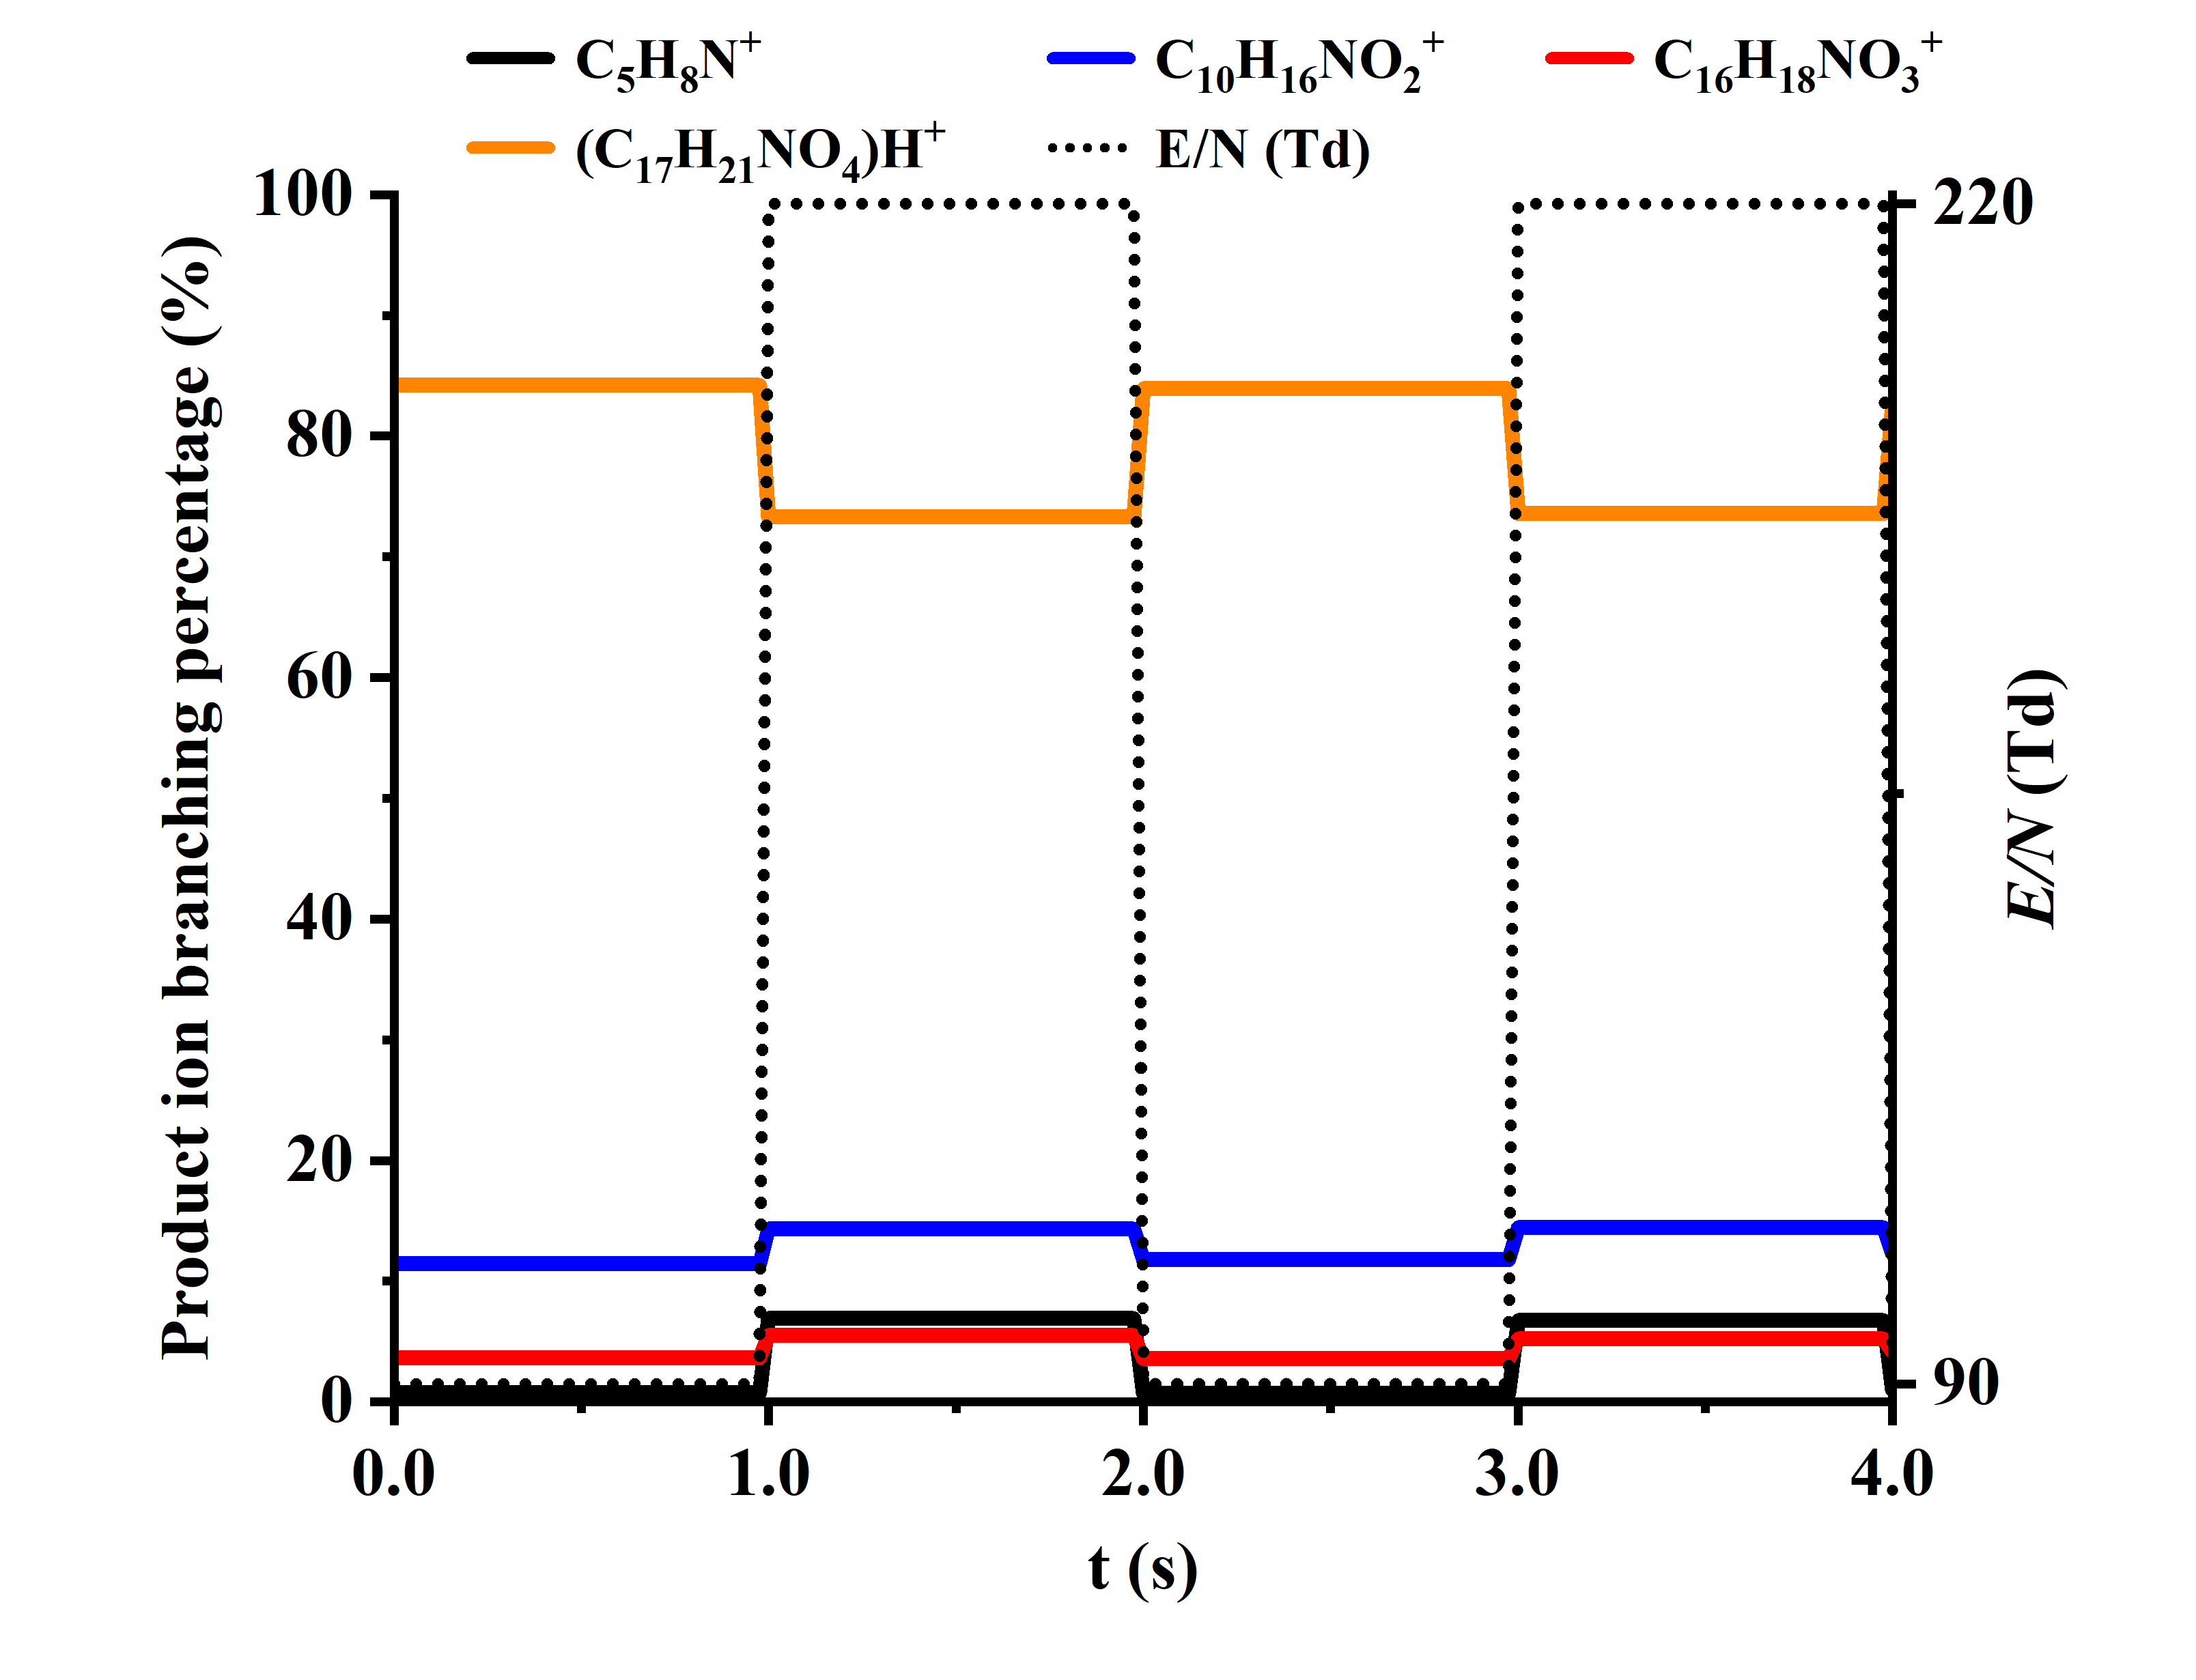 C₅H₈N⁺ C₁₀H₁₆NO₂⁺ C₁₆H₁₈NO₃⁺
(C₁₇H₂₁NO₄)H⁺ E/N (Td)
Product ion branching percentage (%)
100
80
60
40
20
0
220
90
E/N (Td)
0.0 1.0 2.0 3.0 4.0
t (s)